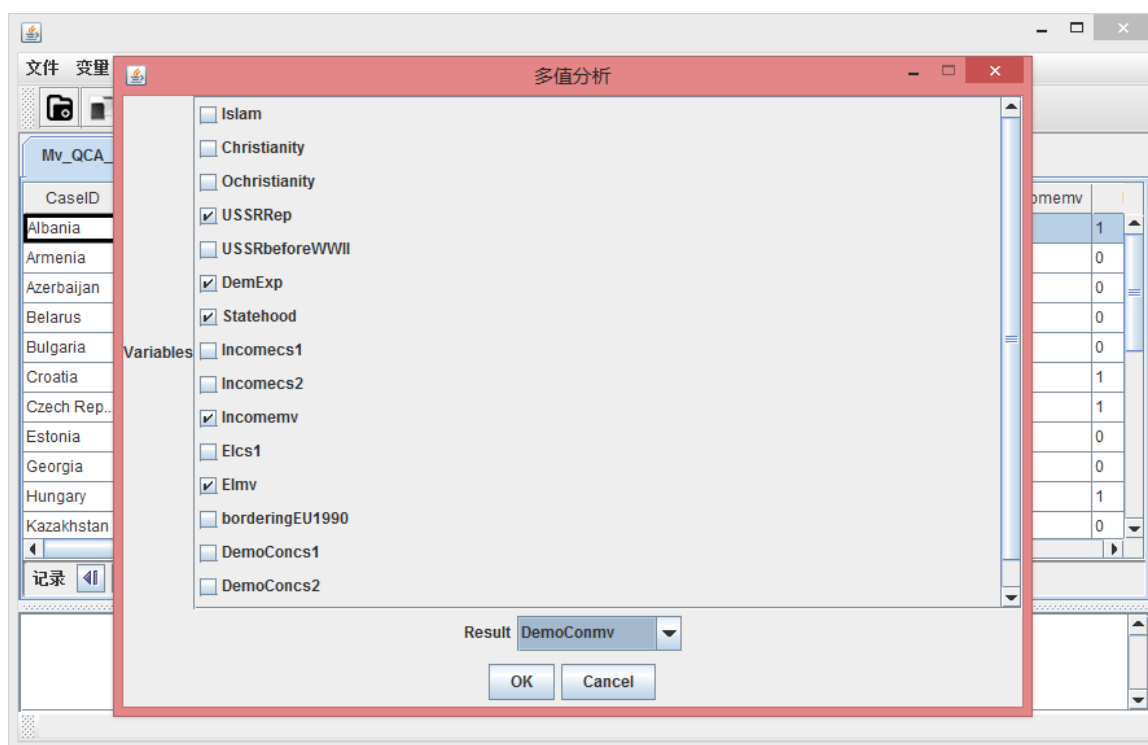 文件 变量
多值分析
Mv_QCA_
CaseID
omemv
Albania
1
Armenia
0
Azerbaijan
0
Belarus
0
Bulgaria
0
Croatia
1
Czech Rep...
1
Estonia
0
Georgia
0
Hungary
1
Kazakhstan
0
记录
Variables
Islam
Christianity
Ochristianity
USSRRep
USSRbeforeWWII
DemExp
Statehood
Incomecs1
Incomecs2
Incomemv
Elcs1
Elmv
borderingEU1990
DemoConcs1
DemoConcs2
Result DemoConmv
OK Cancel